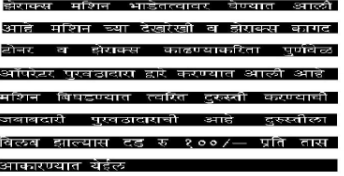 झेराक्स मशिन भाडेतत्वावर घेण्यात आली
आहे मशिन च्या देखरेखी व झेराक्स कागद
टोनर व झेराक्स काढण्याकरिता पुर्णवेळ
ऑपरेटर पुरवठादारा द्वारे करण्यात आली आहे
मशिन बिघडण्यात त्वरित दुरुस्ती करण्याची
जबाबदारी पुरवठादाराची आहे दुरुस्तीला
विलंब झाल्यास दंड रु १००/— प्रति तास
आकारण्यात येईल